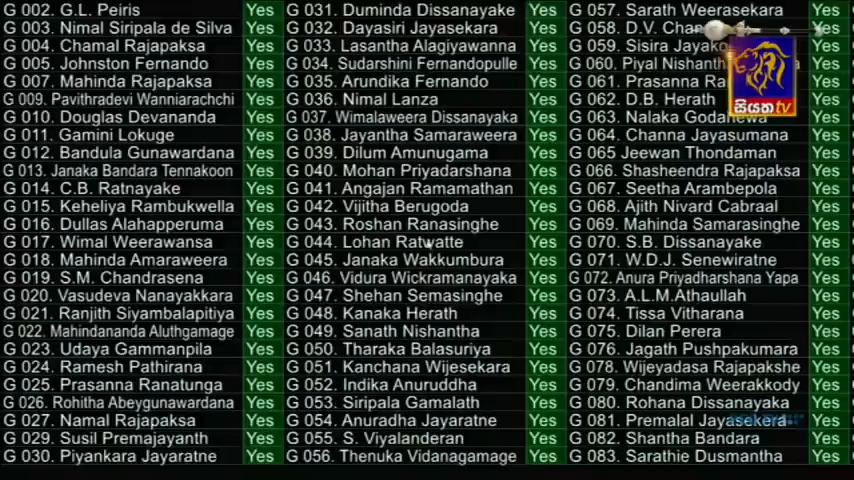 G 002. G.L. Peiris Yes
G 003. Nimal Siripala de Silva Yes
G 004. Chamal Rajapaksa Yes
G 005. Johnston Fernando Yes
G 007. Mahinda Rajapaksa Yes
G 009. Pavithradevi Wanniarachchi Yes
G 010. Douglas Devananda Yes
G 011. Gamini Lokuge Yes
G 012. Bandula Gunawardana Yes
G 013. Janaka Bandara Tennakoon Yes
G 014. C.B. Ratnayake Yes
G 015. Keheliya Rambukwella Yes
G 016. Dullas Alahapperuma Yes
G 017. Wimal Weerawansa Yes
G 018. Mahinda Amaraweera Yes
G 019. S.M. Chandrasena Yes
G 020. Vasudeva Nanayakkara Yes
G 021. Ranjith Siyambalapitiya Yes
G 022. Mahindananda Aluthgamage Yes
G 023. Udaya Gammanpila Yes
G 024. Ramesh Pathirana Yes
G 025. Prasanna Ranatunga Yes
G 026. Rohitha Abeygunawardana Yes
G 027. Namal Rajapaksa Yes
G 029. Susil Premajayanth Yes
G 030. Piyankara Jayaratne Yes
G 031. Duminda Dissanayake Yes
G 032. Dayasiri Jayasekara Yes
G 033. Lasantha Alagiyawanna Yes
G 034. Sudarshini Fernandopulle Yes
G 035. Arundika Fernando Yes
G 036. Nimal Lanza Yes
G 037. Wimalaweera Dissanayaka Yes
G 038. Jayantha Samaraweera Yes
G 039. Dilum Amunugama Yes
G 040. Mohan Priyadarshana Yes
G 041. Angajan Ramamathan Yes
G 042. Vijitha Berugoda Yes
G 043. Roshan Ranasinghe Yes
G 044. Lohan Ratwatte Yes
G 045. Janaka Wakkumbura Yes
G 046. Vidura Wickramanayaka Yes
G 047. Shehan Semasinghe Yes
G 048. Kanaka Herath Yes
G 049. Sanath Nishantha Yes
G 050. Tharaka Balasuriya Yes
G 051. Kanchana Wijesekara Yes
G 052. Indika Anuruddha Yes
G 053. Siripala Gamalath Yes
G 054. Anuradha Jayaratne Yes
G 055. S. Viyalanderan Yes
G 056. Thenuka Vidanagamage Yes
G 057. Sarath Weerasekara Yes
G 058. D.V. Yes
G 059. Sisira
G 060. Piyal
G 061. Prasanna
G 062. D.B. Herath Yes
G 063. Nalaka Yes
G 064. Channa Jayasumana Yes
G 065 Jeewan Thondaman Yes
G 066. Shasheendra Rajapaksa Yes
G 067. Seetha Arambepola Yes
G 068. Ajith Nivard Cabraal Yes
G 069. Mahinda Samarasinghe Yes
G 070. S.B. Dissanayake Yes
G 071. W.D.J. Senewiratne Yes
G 072. Anura Priyadharshana Yapa Yes
G 073. A.L.M.Athaullah Yes
G 074. Tissa Vitharana Yes
G 075. Dilan Perera Yes
G 076. Jagath Pushpakumara Yes
G 078. Wijeyadasa Rajapakshe Yes
G 079. Chandima Weerakkody Yes
G 080. Rohana Dissanayaka Yes
G 081. Premalal Jayasekera Yes
G 082. Shantha Bandara Yes
G 083. Sarathie Dusmantha Yes
සියත tv